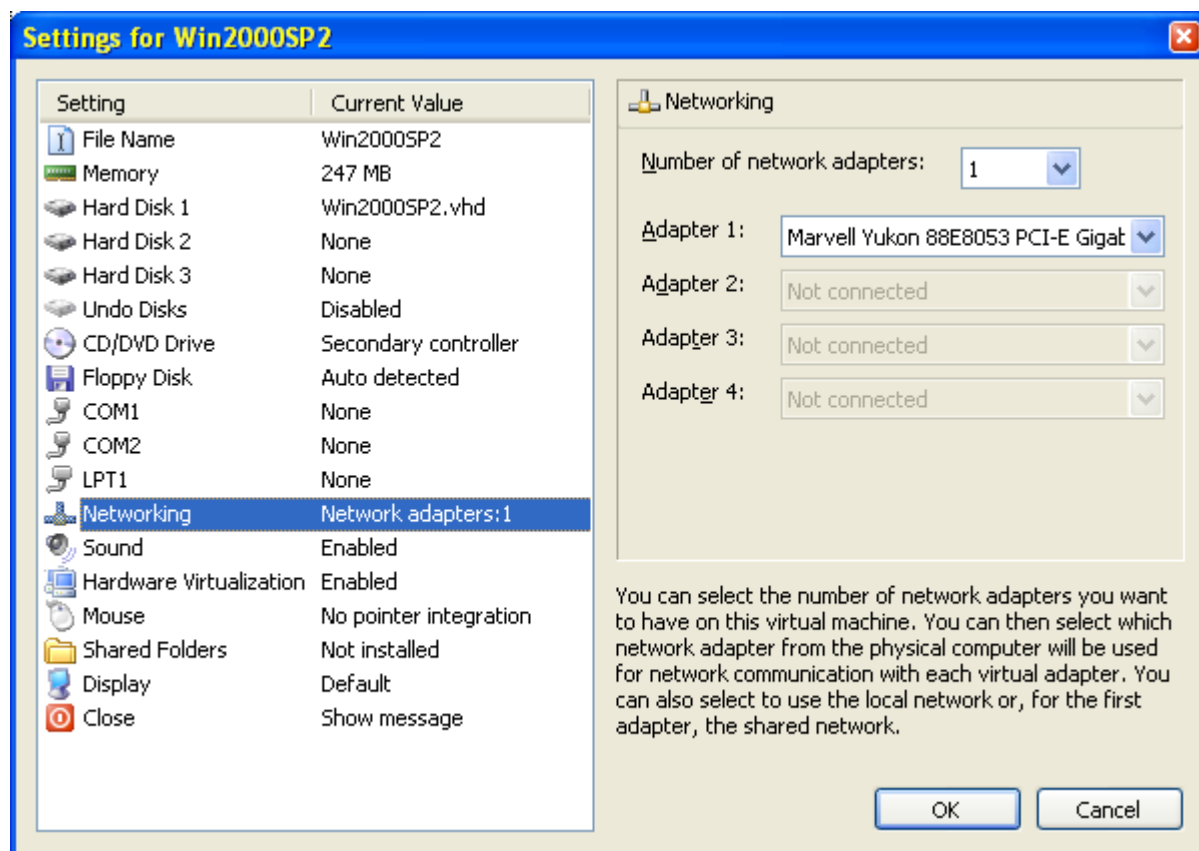 Settings for Win2000SP2
Setting Current Value
File Name Win2000SP2
Memory 247 MB
Hard Disk 1 Win2000SP2.vhd
Hard Disk 2 None
Hard Disk 3 None
Undo Disks Disabled
CD/DVD Drive Secondary controller
Floppy Disk Auto detected
COM1 None
COM2 None
LPT1 None
Networking Network adapters:1
Sound Enabled
Hardware Virtualization Enabled
Mouse No pointer integration
Shared Folders Not installed
Display Default
Close Show message
Networking
Number of network adapters: 1
Adapter 1: Marvell Yukon 88E8053 PCI-E Gigat
Adapter 2: Not connected
Adapter 3: Not connected
Adapter 4: Not connected
You can select the number of network adapters you want
to have on this virtual machine. You can then select which
network adapter from the physical computer will be used
for network communication with each virtual adapter. You
can also select to use the local network or, for the first
adapter, the shared network.
OK Cancel